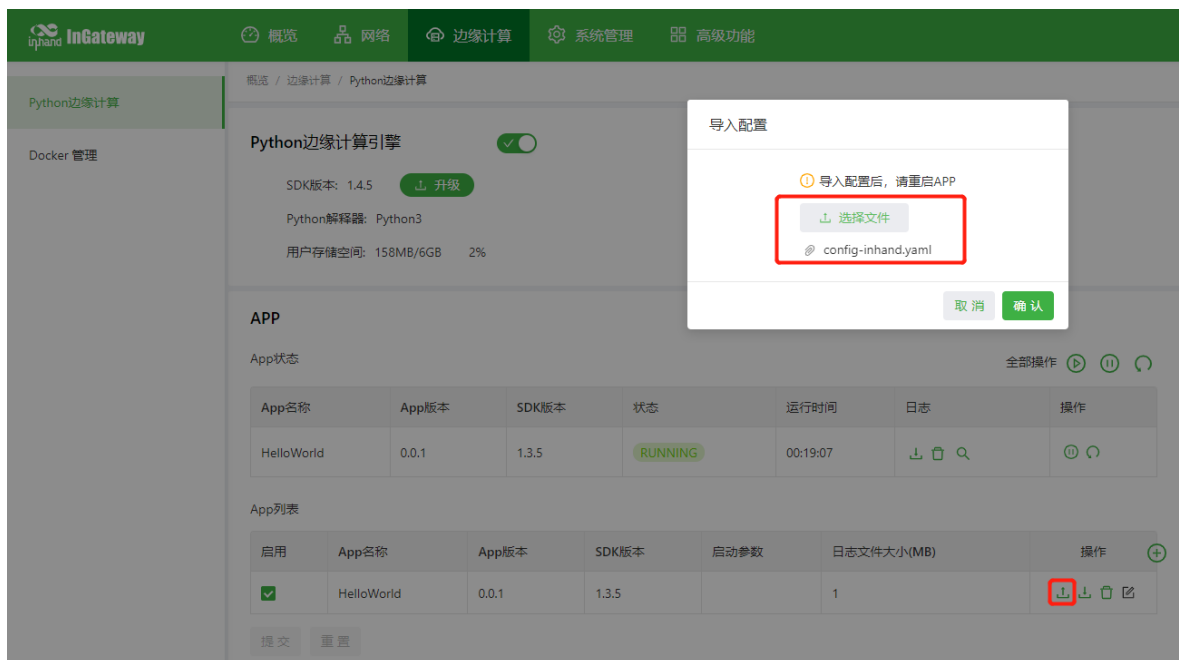 inhand InGateway 概览 网络 边缘计算 系统管理 高级功能
概览 / 边缘计算 / Python边缘计算
Python边缘计算
Docker 管理
Python边缘计算引擎
SDK版本: 1.4.5 升级
Python解释器: Python3
用户存储空间: 158MB/6GB 2%
导入配置
导入配置后，请重启APP
选择文件
config-inhand.yaml
取 消 确 认
APP
App状态 全部操作
App名称 App版本 SDK版本 状态 运行时间 日志 操作
HelloWorld 0.0.1 1.3.5 RUNNING 00:19:07
App列表
启用 App名称 App版本 SDK版本 启动参数 日志文件大小(MB) 操作
HelloWorld 0.0.1 1.3.5 1
提 交 重 置